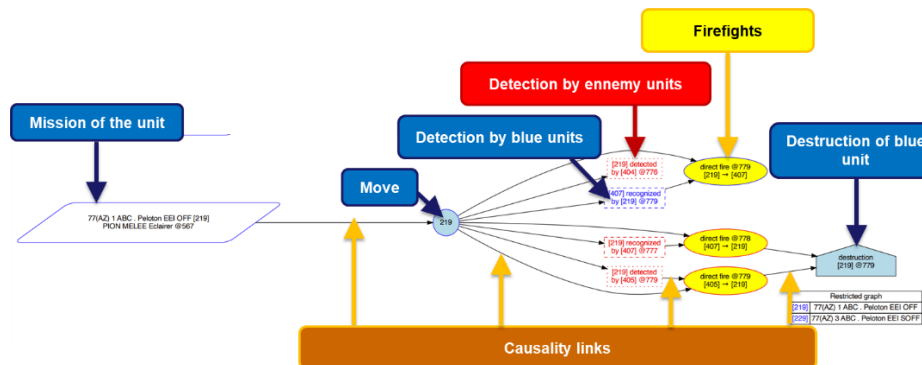 Firefights
Detection by ennemy units
Mission of the unit
Detection by blue units
Destruction of blue
unit
Move
[219] detected
by [404] @776
direct fire @779
[219] → [407]
[407] recognized
by [219] @779
77(AZ) 1 ABC . Peloton EEI OFF [219]
PION MELEE Eclairer @567
219
[219] recognized
by [407] @777
direct fire @778
[407] → [219]
[219] detected
by [405] @779
direct fire @779
[405] → [219]
destruction
[219] @779
Restricted graph
[219] 77(AZ) 1 ABC . Peloton EEI OFF
[229] 77(AZ) 3 ABC . Peloton EEI SOFF
Causality links